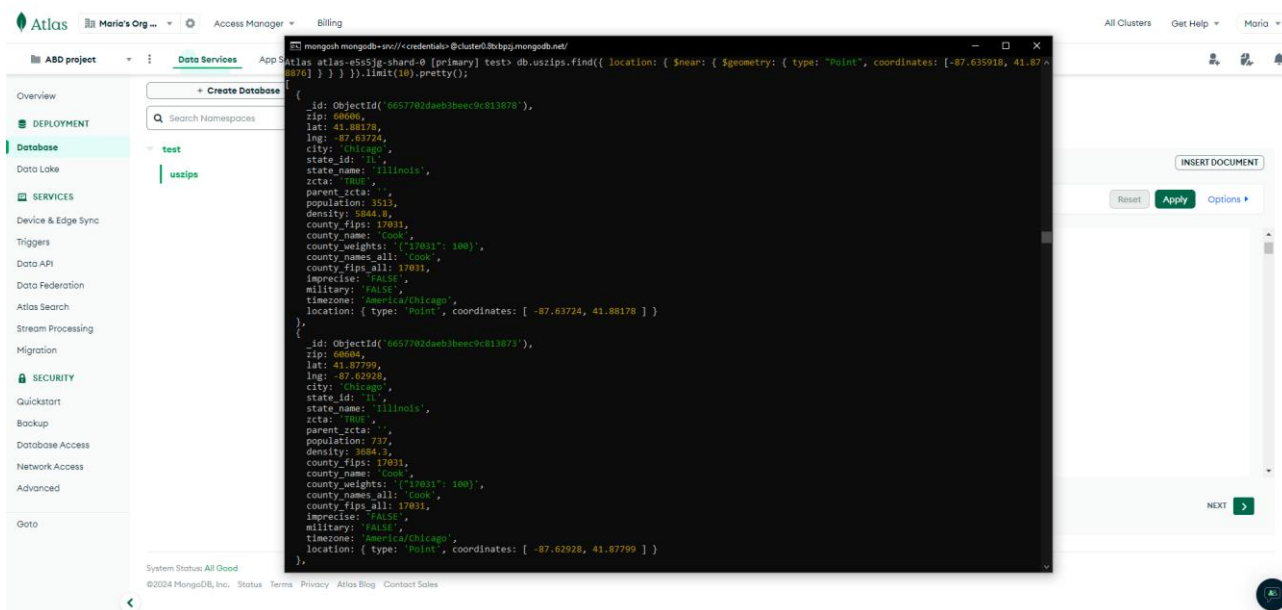 Atlas Maria's Org ... Access Manager Billing All Clusters Get Help Maria
ABD project Data Services App S
Overview
DEPLOYMENT
Database
Data Lake
SERVICES
Device & Edge Sync
Triggers
Data API
Data Federation
Atlas Search
Stream Processing
Migration
SECURITY
Quickstart
Backup
Database Access
Network Access
Advanced
Goto
+ Create Database
Search Namespaces
test
uszips
mongosh mongodb+srv://<credentials>@cluster0.8txbpzj.mongodb.net/
Atlas atlas-e5s5jg-shard-0 [primary] test> db.uszips.find({ location: { $near: { $geometry: { type: "Point", coordinates: [-87.635918, 41.87
8876] } } } }).limit(10).pretty();
[
{
_id: ObjectId('6657702daeb3beec9c813878'),
zip: 60606,
lat: 41.88178,
lng: -87.63724,
city: 'Chicago',
state_id: 'IL',
state_name: 'Illinois',
zcta: 'TRUE',
parent_zcta: '',
population: 3513,
density: 5844.8,
county_fips: 17031,
county_name: 'Cook',
county_weights: '{"17031": 100}',
county_names_all: 'Cook',
county_fips_all: 17031,
imprecise: 'FALSE',
military: 'FALSE',
timezone: 'America/Chicago',
location: { type: 'Point', coordinates: [ -87.63724, 41.88178 ] }
},
{
_id: ObjectId('6657702daeb3beec9c813873'),
zip: 60604,
lat: 41.87799,
lng: -87.62928,
city: 'Chicago',
state_id: 'IL',
state_name: 'Illinois',
zcta: 'TRUE',
parent_zcta: '',
population: 737,
density: 3684.3,
county_fips: 17031,
county_name: 'Cook',
county_weights: '{"17031": 100}',
county_names_all: 'Cook',
county_fips_all: 17031,
imprecise: 'FALSE',
military: 'FALSE',
timezone: 'America/Chicago',
location: { type: 'Point', coordinates: [ -87.62928, 41.87799 ] }
},
INSERT DOCUMENT
Reset Apply Options
NEXT
System Status: All Good
©2024 MongoDB, Inc. Status Terms Privacy Atlas Blog Contact Sales